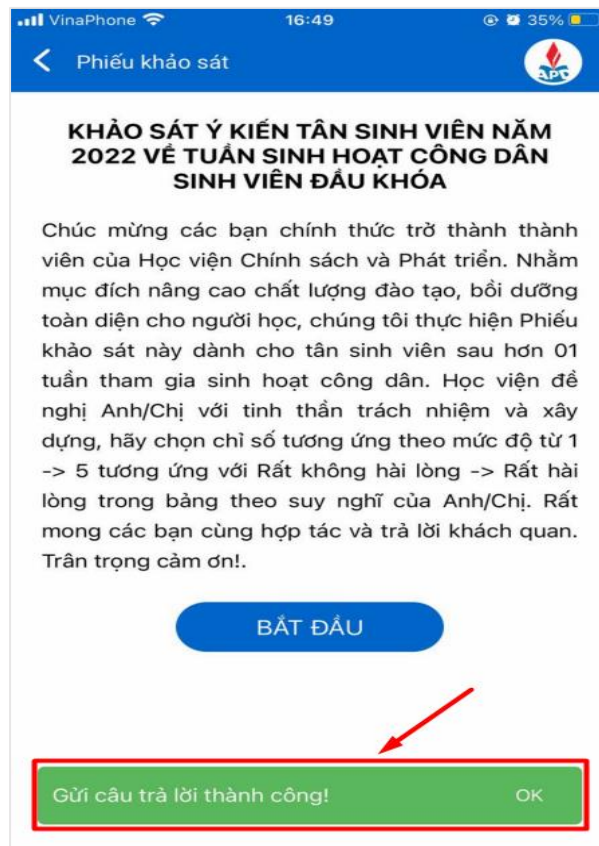 VinaPhone 16:49 35%
Phiếu khảo sát
APD
KHẢO SÁT Ý KIẾN TÂN SINH VIÊN NĂM
2022 VỀ TUẦN SINH HOẠT CÔNG DÂN
SINH VIÊN ĐẦU KHÓA
Chúc mừng các bạn chính thức trở thành thành
viên của Học viện Chính sách và Phát triển. Nhằm
mục đích nâng cao chất lượng đào tạo, bồi dưỡng
toàn diện cho người học, chúng tôi thực hiện Phiếu
khảo sát này dành cho tân sinh viên sau hơn 01
tuần tham gia sinh hoạt công dân. Học viện đề
nghị Anh/Chị với tinh thần trách nhiệm và xây
dựng, hãy chọn chỉ số tương ứng theo mức độ từ 1
-> 5 tương ứng với Rất không hài lòng -> Rất hài
lòng trong bảng theo suy nghĩ của Anh/Chị. Rất
mong các bạn cùng hợp tác và trả lời khách quan.
Trân trọng cảm ơn!.
BẮT ĐẦU
Gửi câu trả lời thành công! OK